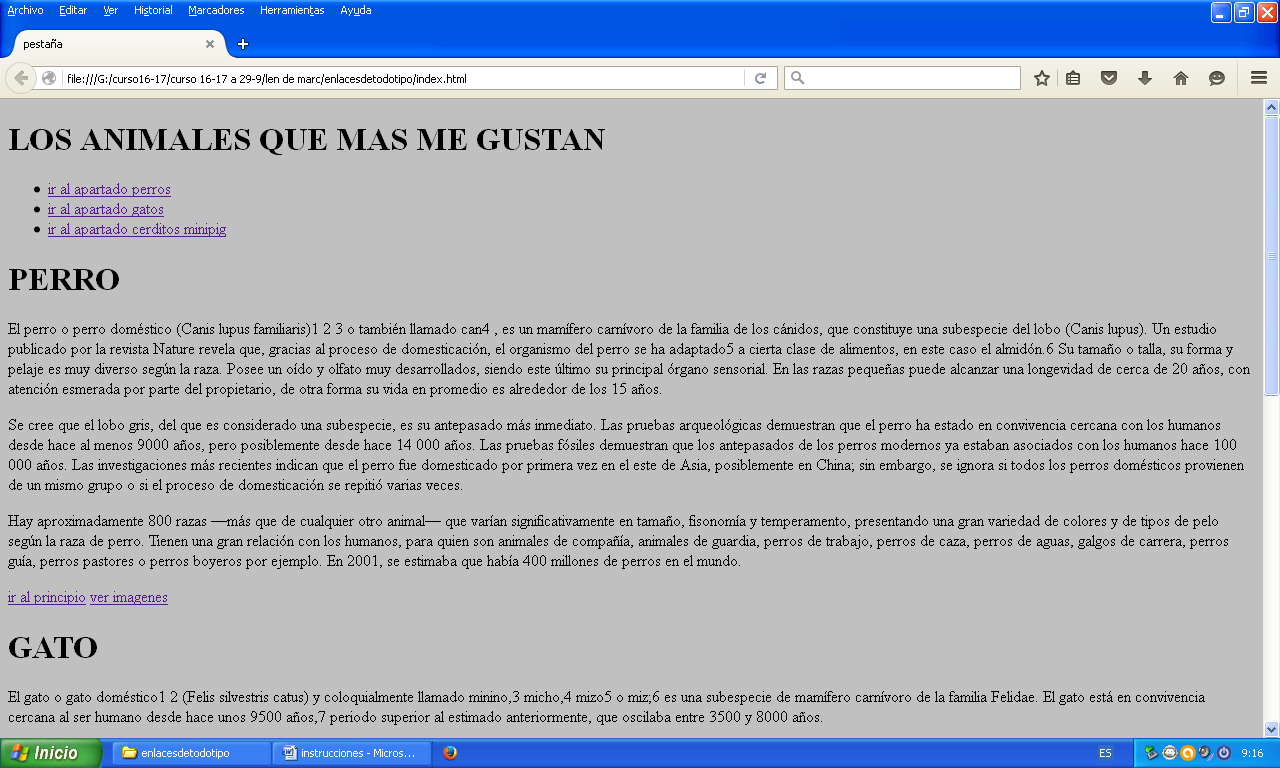 Archivo Editar Ver Historial Marcadores Herramientas Ayuda
pestaña
file:///G:/curso16-17/curso 16-17 a 29-9/len de marc/enlacesdetodotipo/index.html
LOS ANIMALES QUE MAS ME GUSTAN
ir al apartado perros
ir al apartado gatos
ir al apartado cerditos minipig
PERRO
El perro o perro doméstico (Canis lupus familiaris)1 2 3 o también llamado can4 , es un mamífero carnívoro de la familia de los cánidos, que constituye una subespecie del lobo (Canis lupus). Un estudio
publicado por la revista Nature revela que, gracias al proceso de domesticación, el organismo del perro se ha adaptado5 a cierta clase de alimentos, en este caso el almidón.6 Su tamaño o talla, su forma y
pelaje es muy diverso según la raza. Posee un oído y olfato muy desarrollados, siendo este último su principal órgano sensorial. En las razas pequeñas puede alcanzar una longevidad de cerca de 20 años, con
atención esmerada por parte del propietario, de otra forma su vida en promedio es alrededor de los 15 años.
Se cree que el lobo gris, del que es considerado una subespecie, es su antepasado más inmediato. Las pruebas arqueológicas demuestran que el perro ha estado en convivencia cercana con los humanos
desde hace al menos 9000 años, pero posiblemente desde hace 14 000 años. Las pruebas fósiles demuestran que los antepasados de los perros modernos ya estaban asociados con los humanos hace 100
000 años. Las investigaciones más recientes indican que el perro fue domesticado por primera vez en el este de Asia, posiblemente en China; sin embargo, se ignora si todos los perros domésticos provienen
de un mismo grupo o si el proceso de domesticación se repitió varias veces.
Hay aproximadamente 800 razas —más que de cualquier otro animal— que varían significativamente en tamaño, fisonomía y temperamento, presentando una gran variedad de colores y de tipos de pelo
según la raza de perro. Tienen una gran relación con los humanos, para quien son animales de compañía, animales de guardia, perros de trabajo, perros de caza, perros de aguas, galgos de carrera, perros
guía, perros pastores o perros boyeros por ejemplo. En 2001, se estimaba que había 400 millones de perros en el mundo.
ir al principio ver imagenes
GATO
El gato o gato doméstico1 2 (Felis silvestris catus) y coloquialmente llamado minino,3 micho,4 mizo5 o miz;6 es una subespecie de mamífero carnívoro de la familia Felidae. El gato está en convivencia
cercana al ser humano desde hace unos 9500 años,7 periodo superior al estimado anteriormente, que oscilaba entre 3500 y 8000 años.
Inicio enlacesdetodotipo instrucciones - Micros... ES 9:16